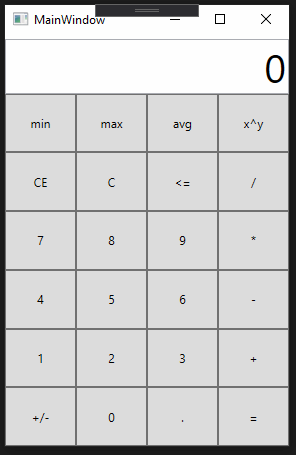 MainWindow
0
min max avg x^y
CE C <= /
7 8 9 *
4 5 6 -
1 2 3 +
+/- 0 . =